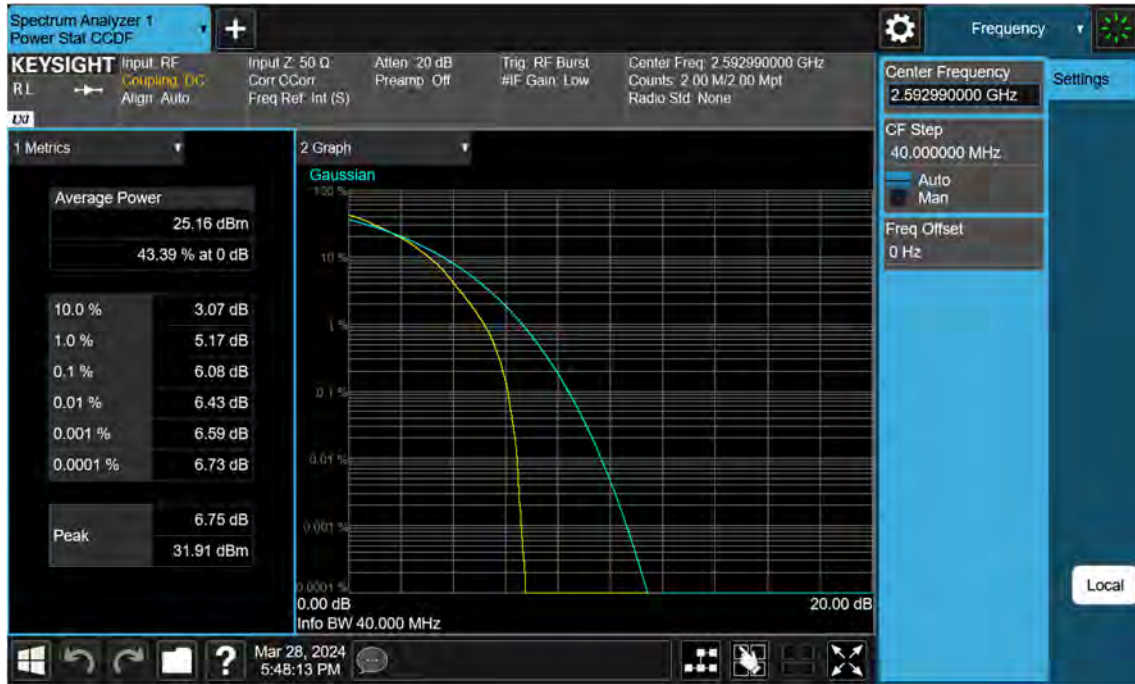 Spectrum Analyzer 1
Power Stat CCDF
Frequency
KEYSIGHT
Input: RF
Coupling: DC
Align: Auto
Input Z: 50 Ω
Corr CCorr
Freq Ref: Int (S)
Atten: 20 dB
Preamp: Off
Trig: RF Burst
#IF Gain: Low
Center Freq: 2.592990000 GHz
Counts: 2.00 M/2.00 Mpt
Radio Std: None
R L
LXI
Center Frequency
2.592990000 GHz
Settings
CF Step
40.000000 MHz
Auto
Man
Freq Offset
0 Hz
Local
1 Metrics
Average Power
25.16 dBm
43.39 % at 0 dB
10.0 % 3.07 dB
1.0 % 5.17 dB
0.1 % 6.08 dB
0.01 % 6.43 dB
0.001 % 6.59 dB
0.0001 % 6.73 dB
Peak
6.75 dB
31.91 dBm
2 Graph
Gaussian
100 %
10 %
1 %
0.1 %
0.01 %
0.001 %
0.0001 %
0.00 dB 20.00 dB
Info BW 40.000 MHz
Mar 28, 2024
5:48:13 PM